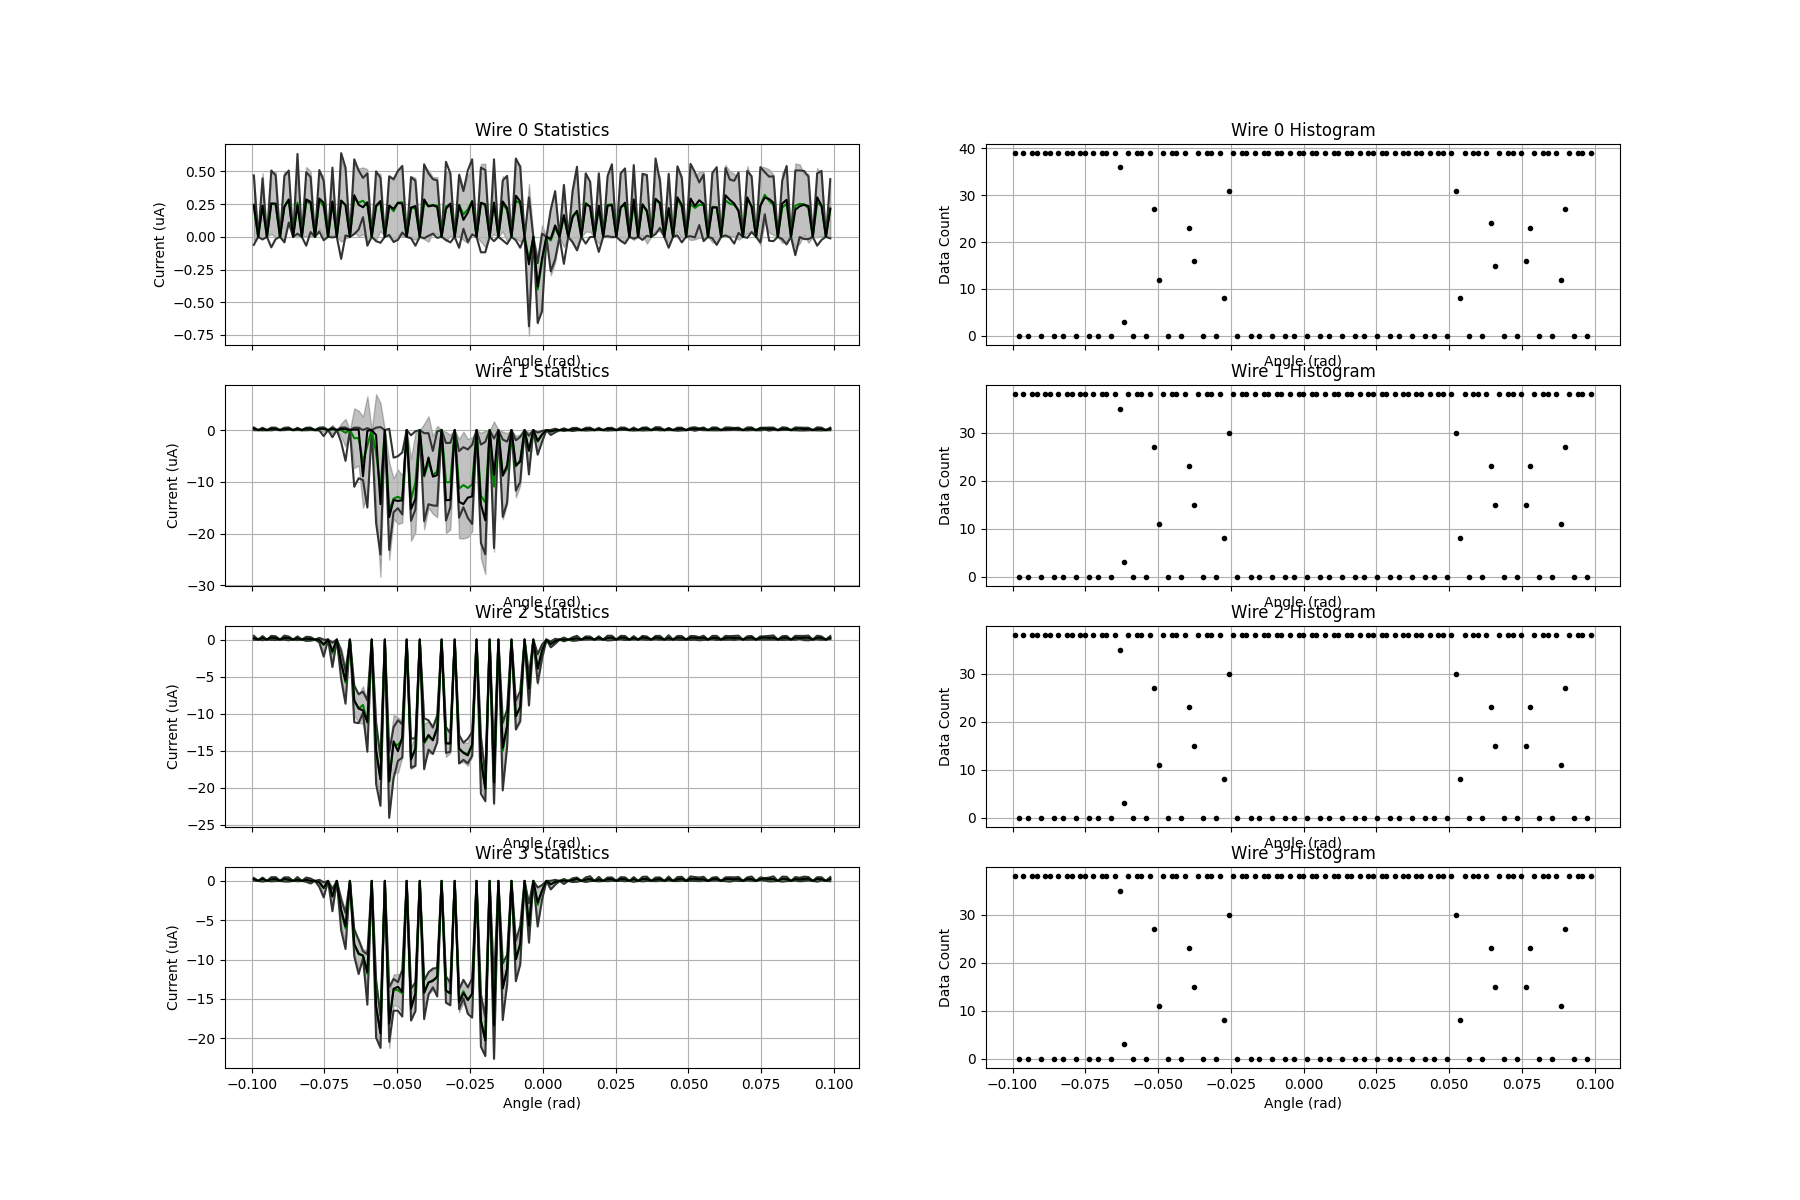 Wire 0 Statistics
Current (uA)
0.50
0.25
0.00
−0.25
−0.50
−0.75
Angle (rad)
Wire 0 Histogram
Data Count
40
30
20
10
0
Angle (rad)
Wire 1 Statistics
Current (uA)
0
−10
−20
−30
Angle (rad)
Wire 1 Histogram
Data Count
30
20
10
0
Angle (rad)
Wire 2 Statistics
Current (uA)
0
−5
−10
−15
−20
−25
Angle (rad)
Wire 2 Histogram
Data Count
30
20
10
0
Angle (rad)
Wire 3 Statistics
Current (uA)
0
−5
−10
−15
−20
−0.100 −0.075 −0.050 −0.025 0.000 0.025 0.050 0.075 0.100
Angle (rad)
Wire 3 Histogram
Data Count
30
20
10
0
−0.100 −0.075 −0.050 −0.025 0.000 0.025 0.050 0.075 0.100
Angle (rad)